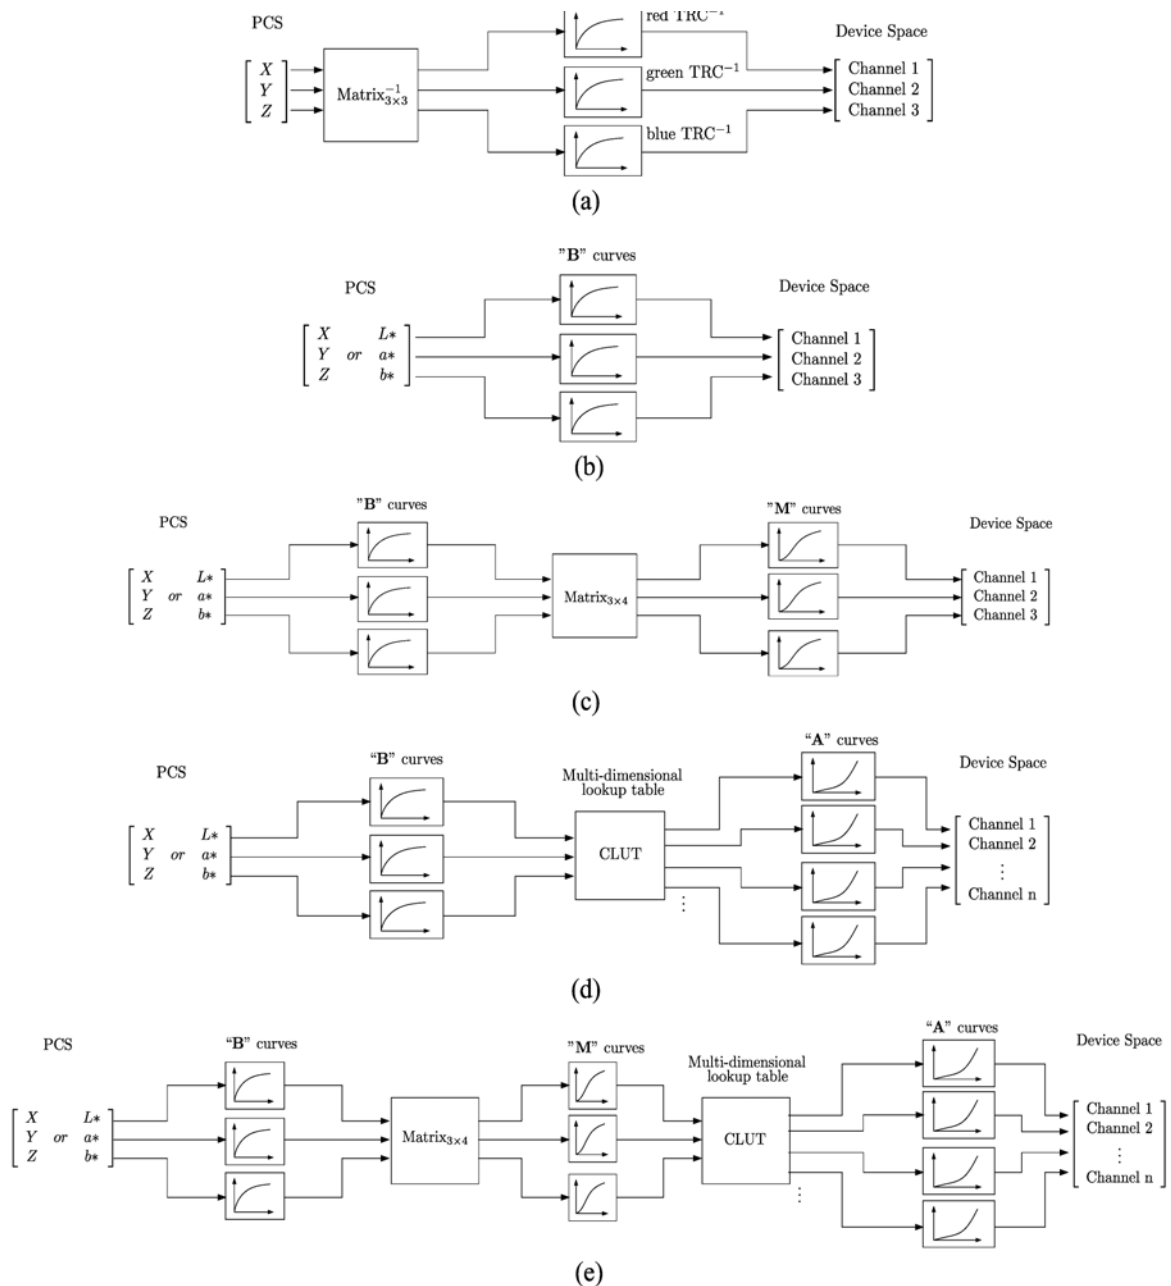 PCS
red TRC−1
Device Space
X
Y
Z
Matrix−1 3×3
green TRC−1
blue TRC−1
Channel 1
Channel 2
Channel 3
(a)
"B" curves
PCS
Device Space
X L*
Y or a*
Z b*
Channel 1
Channel 2
Channel 3
(b)
"B" curves
"M" curves
PCS
Device Space
X L*
Y or a*
Z b*
Matrix3×4
Channel 1
Channel 2
Channel 3
(c)
"B" curves
"A" curves
PCS
Multi-dimensional
lookup table
Device Space
X L*
Y or a*
Z b*
CLUT
⋮
Channel 1
Channel 2
⋮
Channel n
(d)
PCS
"B" curves
"M" curves
Multi-dimensional
lookup table
"A" curves
Device Space
X L*
Y or a*
Z b*
Matrix3×4
CLUT
⋮
Channel 1
Channel 2
⋮
Channel n
(e)